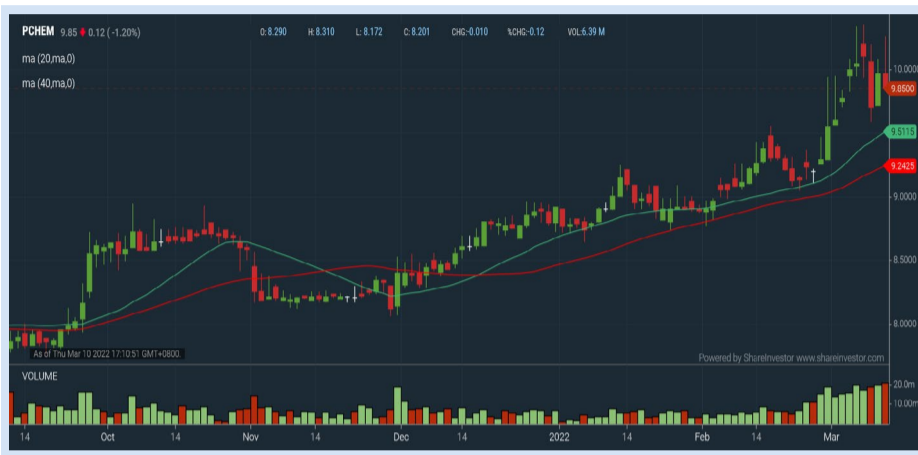 PCHEM 9.85 0.12 (-1.20%) O: 8.290 H: 8.310 L: 8.172 C: 8.201 CHG:-0.010 %CHG:-0.12 VOL:6.39 M
ma (20,ma,0)
ma (40,ma,0)
10.0000
9.8500
9.5115
9.2425
9.0000
8.5000
8.0000
As of Thu Mar 10 2022 17:10:51 GMT+0800.
Powered by ShareInvestor www.shareinvestor.com
VOLUME
20.0m
10.00m
14 Oct 14 Nov 14 Dec 14 2022 14 Feb 14 Mar